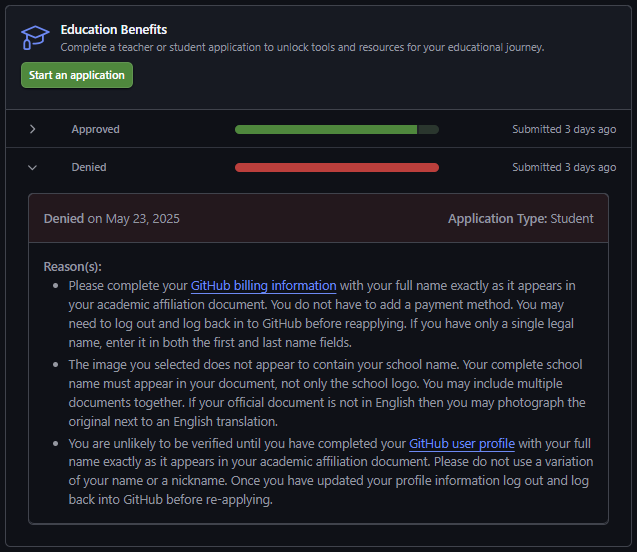 Education Benefits
Complete a teacher or student application to unlock tools and resources for your educational journey.
Start an application
Approved Submitted 3 days ago
Denied Submitted 3 days ago
Denied on May 23, 2025 Application Type: Student
Reason(s):
• Please complete your GitHub billing information with your full name exactly as it appears in
your academic affiliation document. You do not have to add a payment method. You may
need to log out and log back in to GitHub before reapplying. If you have only a single legal
name, enter it in both the first and last name fields.
• The image you selected does not appear to contain your school name. Your complete school
name must appear in your document, not only the school logo. You may include multiple
documents together. If your official document is not in English then you may photograph the
original next to an English translation.
• You are unlikely to be verified until you have completed your GitHub user profile with your full
name exactly as it appears in your academic affiliation document. Please do not use a variation
of your name or a nickname. Once you have updated your profile information log out and log
back into GitHub before re-applying.